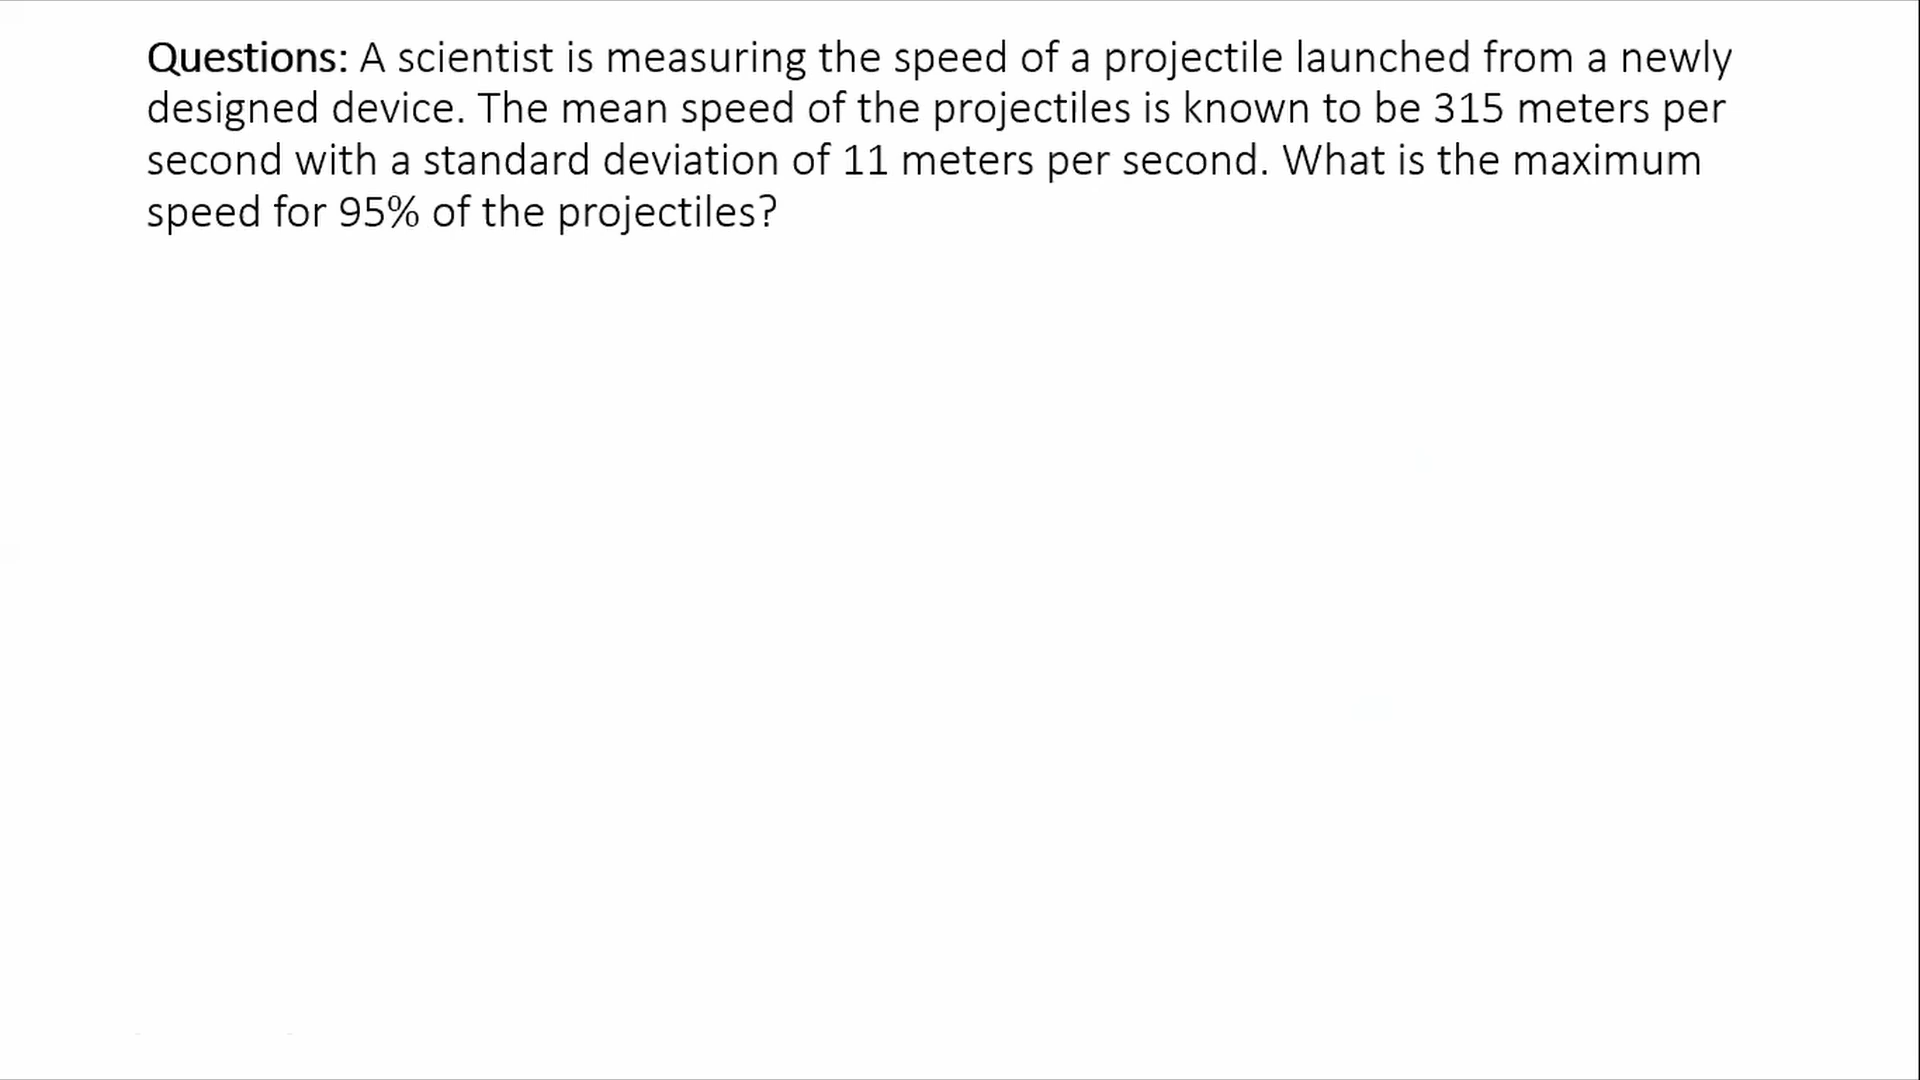 Questions: A scientist is measuring the speed of a projectile launched from a newly
designed device. The mean speed of the projectiles is known to be 315 meters per
second with a standard deviation of 11 meters per second. What is the maximum
speed for 95% of the projectiles?